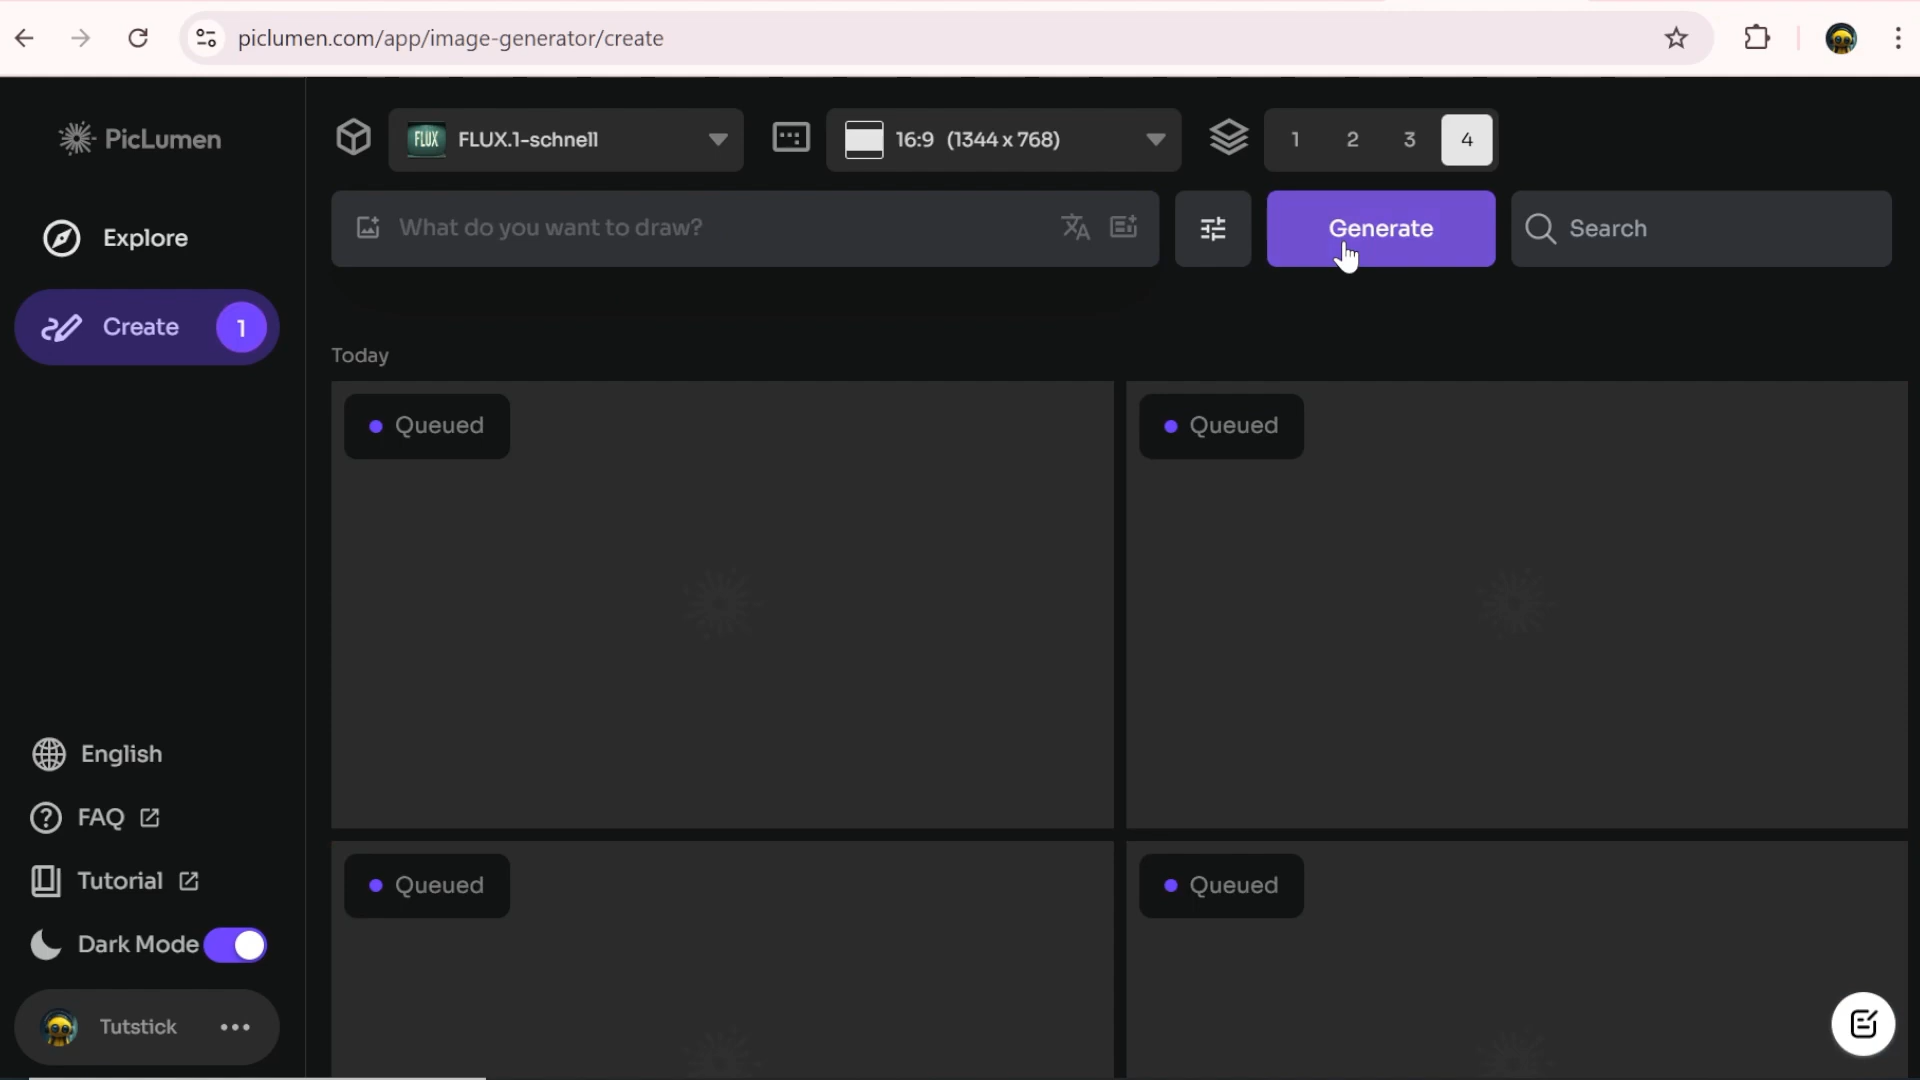 piclumen.com/app/image-generator/create
PicLumen
FLUX FLUX.1-schnell
16:9 (1344 x 768)
1 2 3 4
What do you want to draw?
Generate
Search
Explore
Create 1
Today
Queued
Queued
Queued
Queued
English
FAQ
Tutorial
Dark Mode
Tutstick